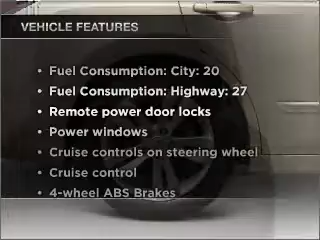 VEHICLE FEATURES
• Fuel Consumption: City: 20
• Fuel Consumption: Highway: 27
• Remote power door locks
• Power windows
• Cruise controls on steering wheel
• Cruise control
• 4-wheel ABS Brakes